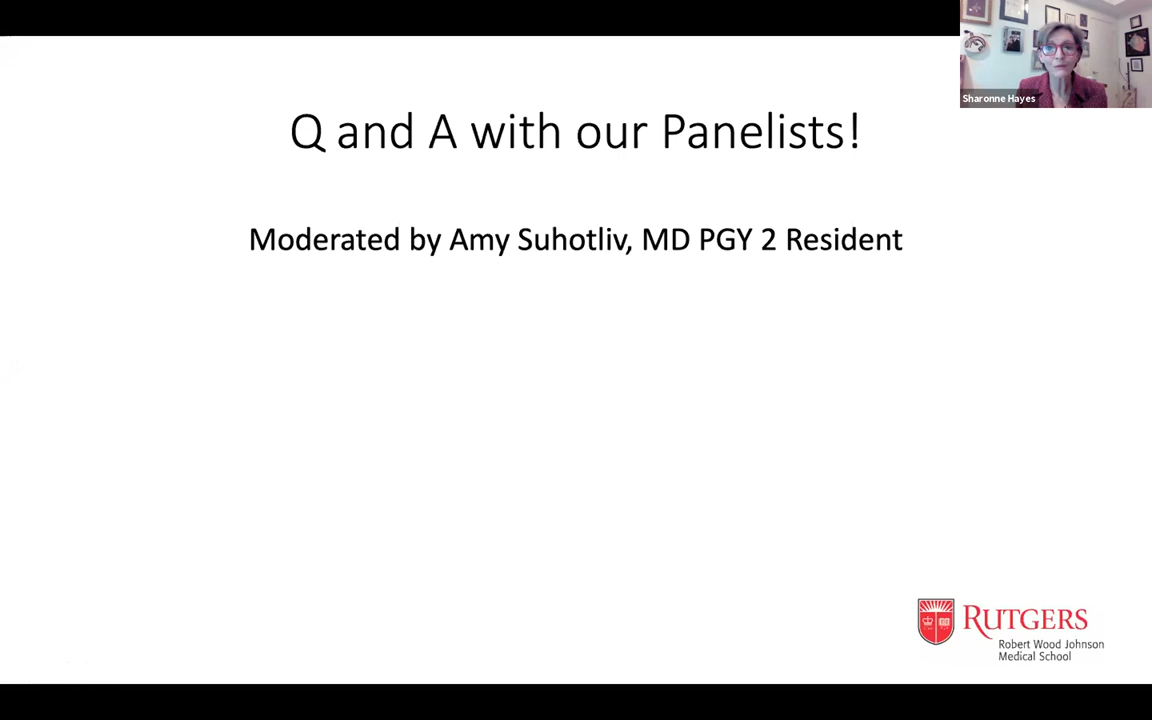 Sharonne Hayes
Q and A with our Panelists!
Moderated by Amy Suhotliv, MD PGY 2 Resident
RUTGERS
Robert Wood Johnson
Medical School